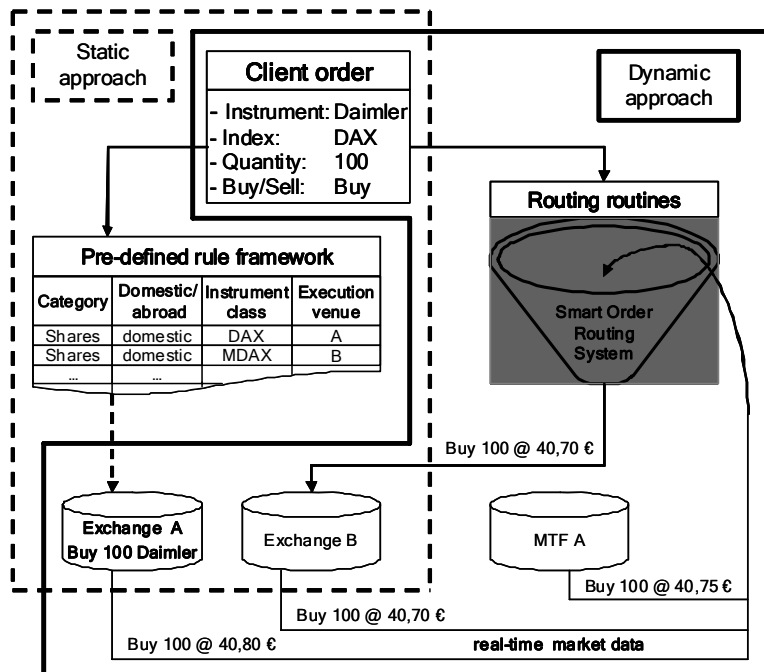 Static
approach
Client order
- Instrument: Daimler
- Index: DAX
- Quantity: 100
- Buy/Sell: Buy
Dynamic
approach
Routing routines
Smart Order
Routing
System
Pre-defined rule framework
Category Domestic/abroad Instrument class Execution venue
Shares domestic DAX A
Shares domestic MDAX B
... ...
Buy 100 @ 40,70 €
Exchange A
Buy 100 Daimler
Exchange B
MTF A
Buy 100 @ 40,75 €
Buy 100 @ 40,70 €
Buy 100 @ 40,80 €
real-time market data